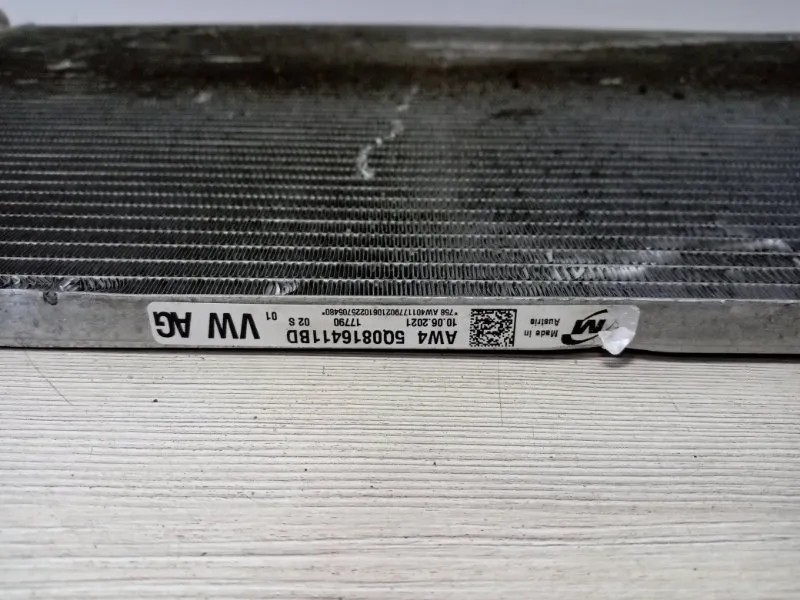 Made in
Austria
AW4 5Q0816411BD
10.06.2021 17790 02 S 01
VW AG